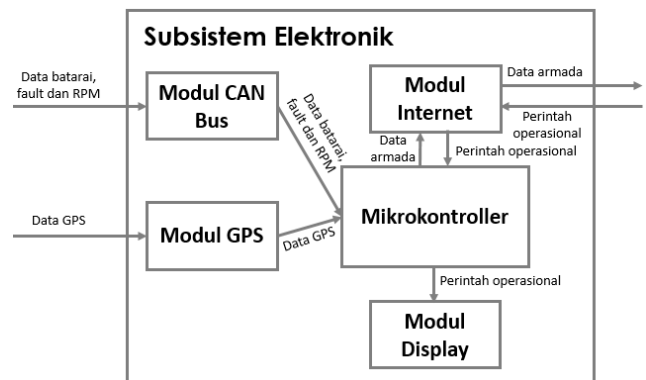 Subsistem Elektronik
Data batarai,
fault dan RPM
Modul CAN
Bus
Data batarai,
fault dan RPM
Modul
Internet
Data armada
Perintah
operasional
Data
armada
Perintah operasional
Data GPS
Modul GPS
Data GPS
Mikrokontroller
Perintah operasional
Modul
Display